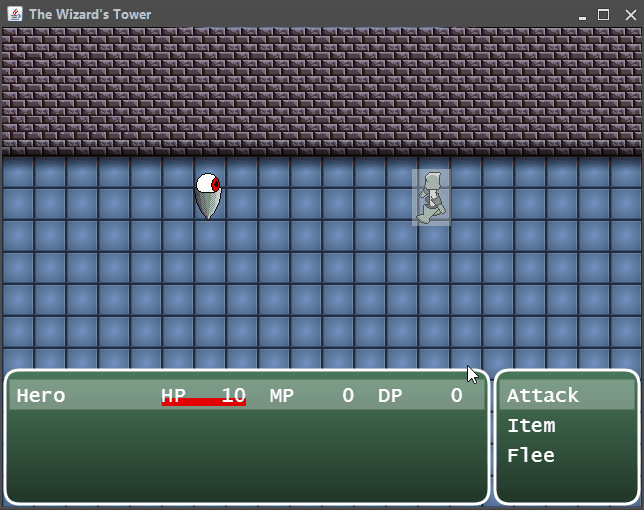 The Wizard's Tower
Hero HP 10 MP 0 DP 0
Attack
Item
Flee